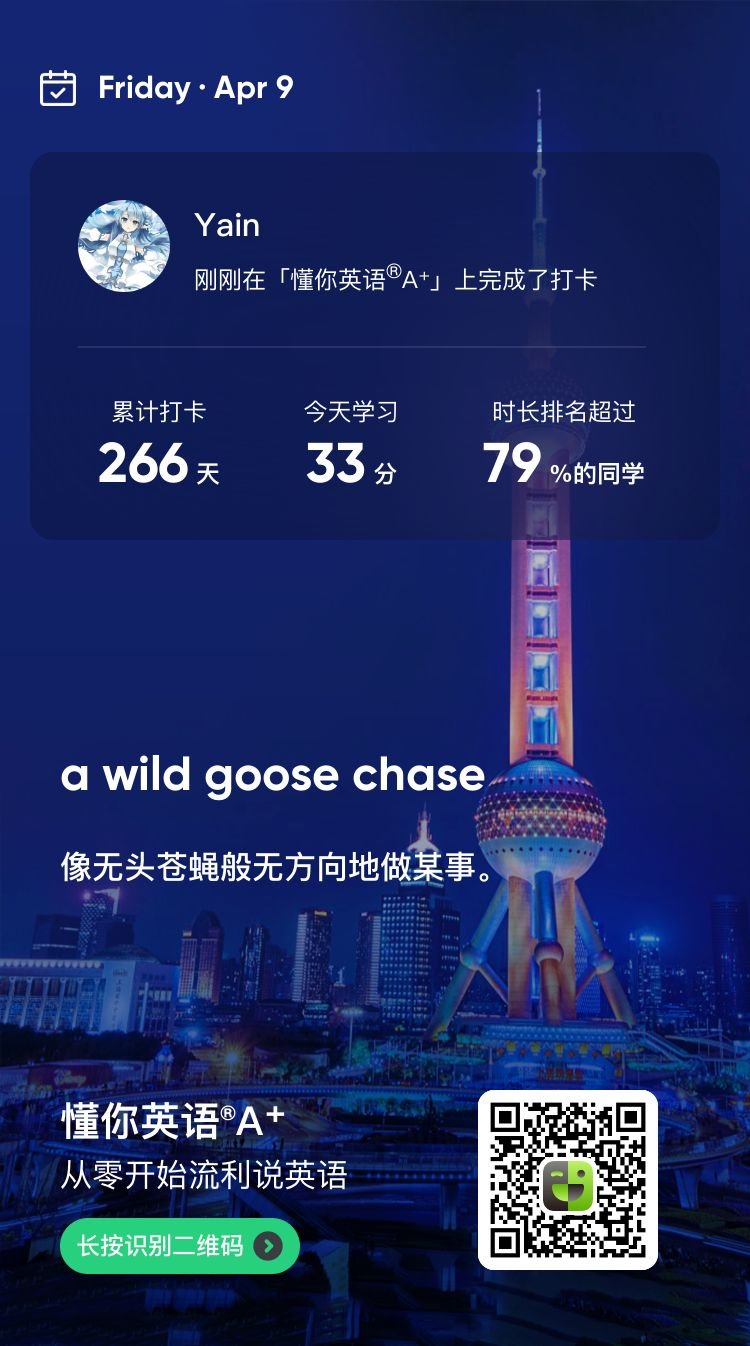 Friday · Apr 9
Yain
刚刚在「懂你英语®A⁺」上完成了打卡
累计打卡 今天学习 时长排名超过
266 天 33 分 79 %的同学
a wild goose chase
像无头苍蝇般无方向地做某事。
懂你英语®A⁺
从零开始流利说英语
长按识别二维码